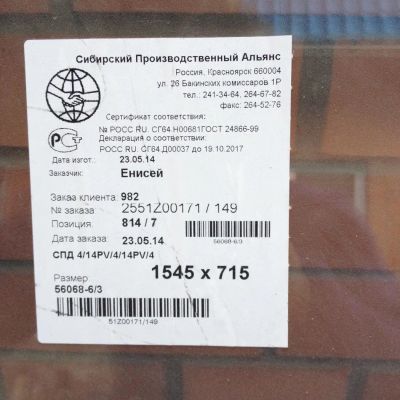 Сибирский Производственный Альянс
Россия, Красноярск 660004
ул. 26 Бакинских комиссаров 1Р
тел.: 241-34-64, 264-67-82
факс: 264-52-76
Сертификат соответствия:
№ РОСС RU. СГ64.Н00681ГОСТ 24866-99
Декларация о соответствии:
РОСС RU. СГ64.Д00037 до 19.10.2017
Дата изгот.: 23.05.14
Заказчик: Енисей
Заказ клиента 982
№ заказа 2551Z00171 / 149
Позиция 814 / 7
Дата заказа: 23.05.14
56068-6/3
СПД 4/14PV/4/14PV/4
Размер: 1545 x 715
56068-6/3
51Z00171/149